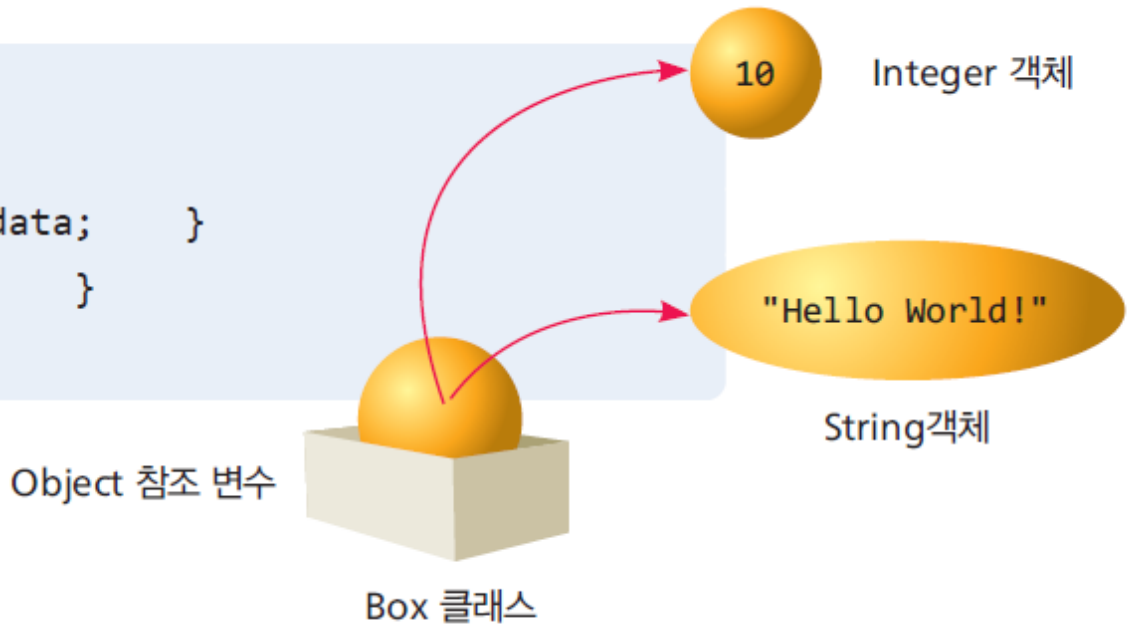 10
Integer 객체
data; }
}
"Hello World!"
String객체
Object 참조 변수
Box 클래스